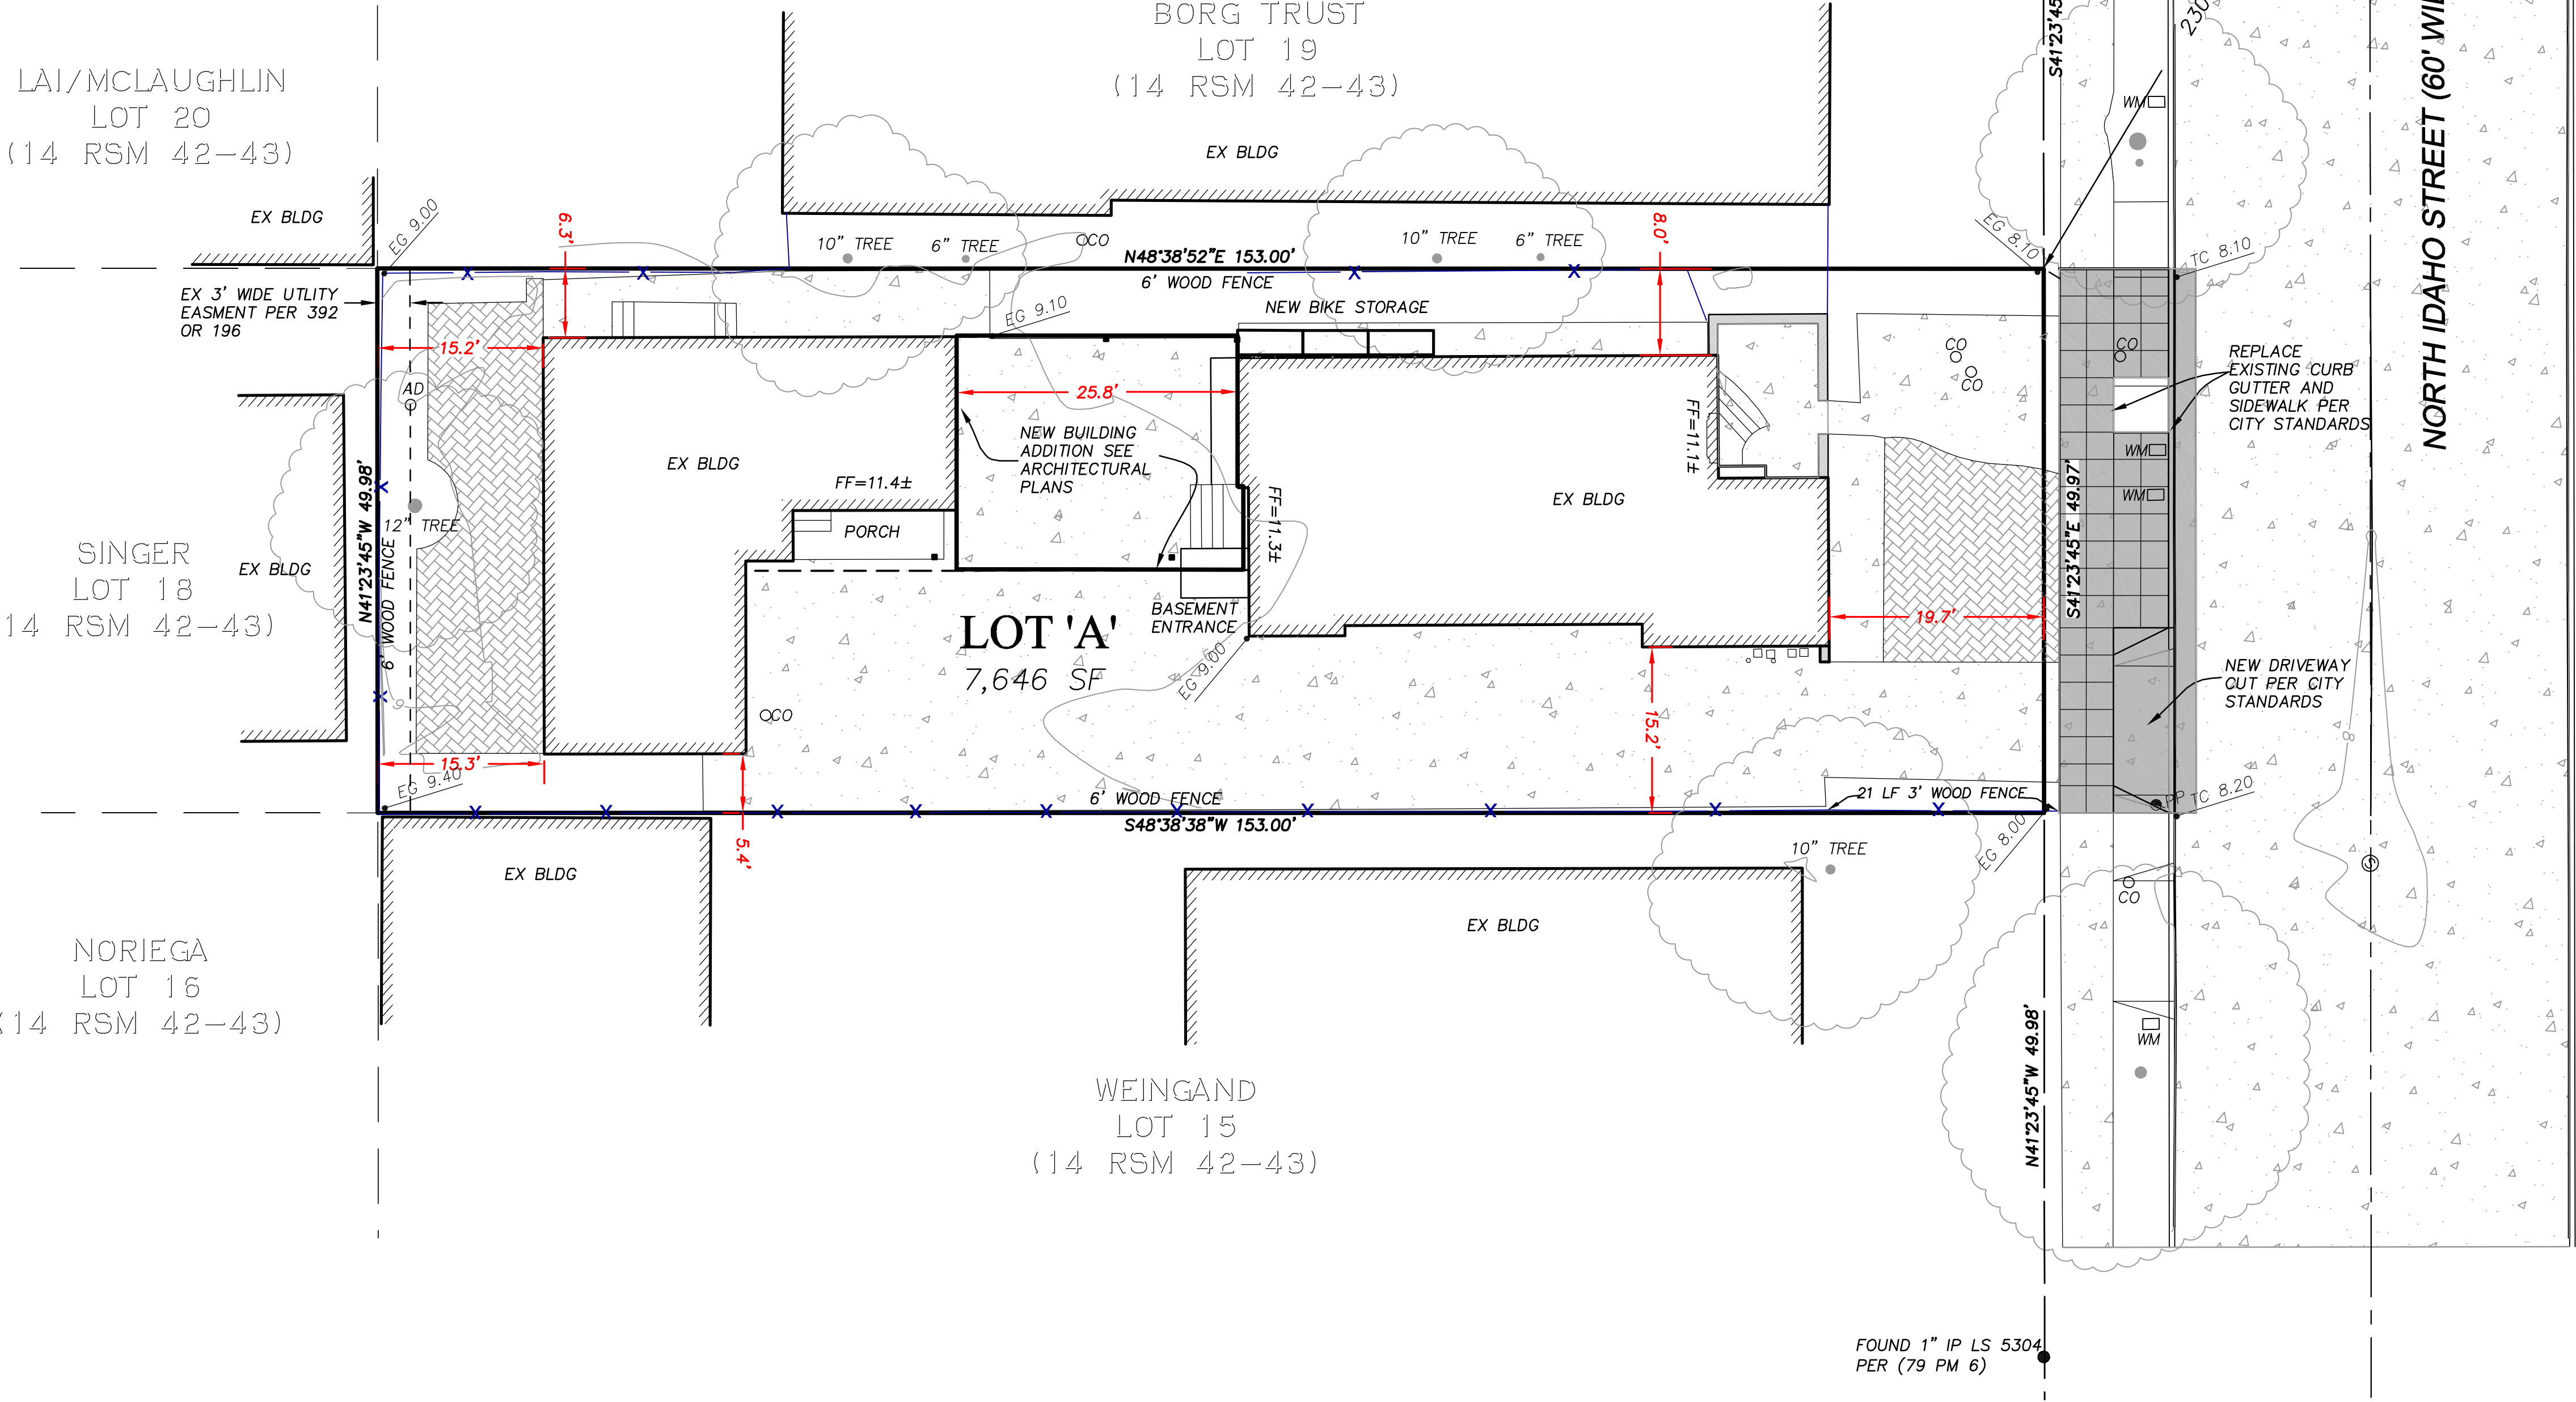 BORG TRUST
LOT 19
(14 RSM 42-43)
EX BLDG
LAI/MCLAUGHLIN
LOT 20
(14 RSM 42-43)
EX BLDG
EG 9.00
6.3'
10" TREE
6" TREE
CO
N48°38'52"E 153.00'
6' WOOD FENCE
10" TREE
6" TREE
8.0'
S41°23'45
230
WM
EG 8.10
TC 8.10
NORTH IDAHO STREET (60' WI
EX 3' WIDE UTLITY
EASMENT PER 392
OR 196
15.2'
AD
EG 9.10
NEW BIKE STORAGE
25.8'
NEW BUILDING
ADDITION SEE
ARCHITECTURAL
PLANS
EX BLDG
FF=11.4±
PORCH
FF=11.3±
EX BLDG
FF=11.1±
CO
CO
CO
REPLACE
EXISTING CURB
GUTTER AND
SIDEWALK PER
CITY STANDARDS
WM
WM
S41°23'45"E 49.97'
19.7'
N41°23'45"W 49.98'
6' WOOD FENCE
12" TREE
SINGER
LOT 18
14 RSM 42-43)
EX BLDG
BASEMENT
ENTRANCE
LOT 'A'
7,646 SF
EG 9.00
CO
9
15.2'
NEW DRIVEWAY
CUT PER CITY
STANDARDS
8
15.3'
EG 9.40
5.4'
6' WOOD FENCE
S48°38'38"W 153.00'
21 LF 3' WOOD FENCE
PP
TC 8.20
EG 8.00
10" TREE
S
CO
EX BLDG
EX BLDG
NORIEGA
LOT 16
(14 RSM 42-43)
WEINGAND
LOT 15
(14 RSM 42-43)
N41°23'45"W 49.98'
WM
FOUND 1" IP LS 5304
PER (79 PM 6)